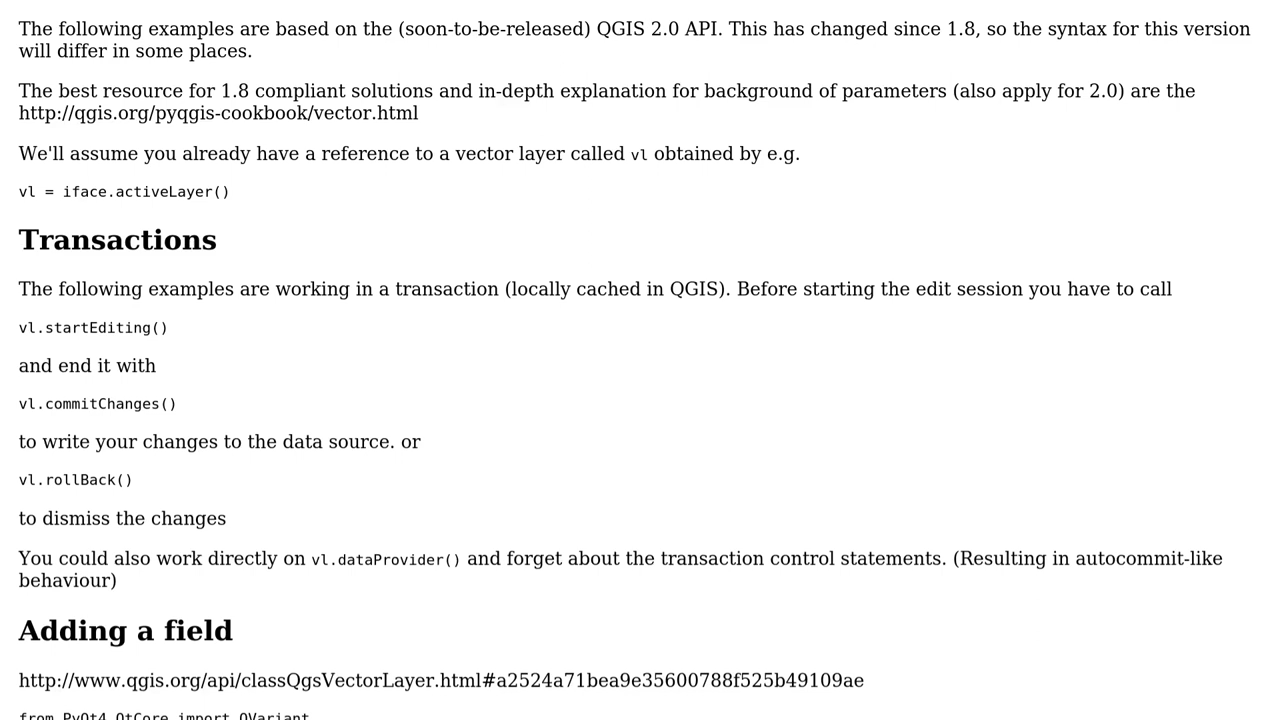 The following examples are based on the (soon-to-be-released) QGIS 2.0 API. This has changed since 1.8, so the syntax for this version
will differ in some places.
The best resource for 1.8 compliant solutions and in-depth explanation for background of parameters (also apply for 2.0) are the
http://qgis.org/pyqgis-cookbook/vector.html
We'll assume you already have a reference to a vector layer called vl obtained by e.g.
vl = iface.activeLayer()
Transactions
The following examples are working in a transaction (locally cached in QGIS). Before starting the edit session you have to call
vl.startEditing()
and end it with
vl.commitChanges()
to write your changes to the data source. or
vl.rollBack()
to dismiss the changes
You could also work directly on vl.dataProvider() and forget about the transaction control statements. (Resulting in autocommit-like
behaviour)
Adding a field
http://www.qgis.org/api/classQgsVectorLayer.html#a2524a71bea9e35600788f525b49109ae
from PyQt4.QtCore import QVariant